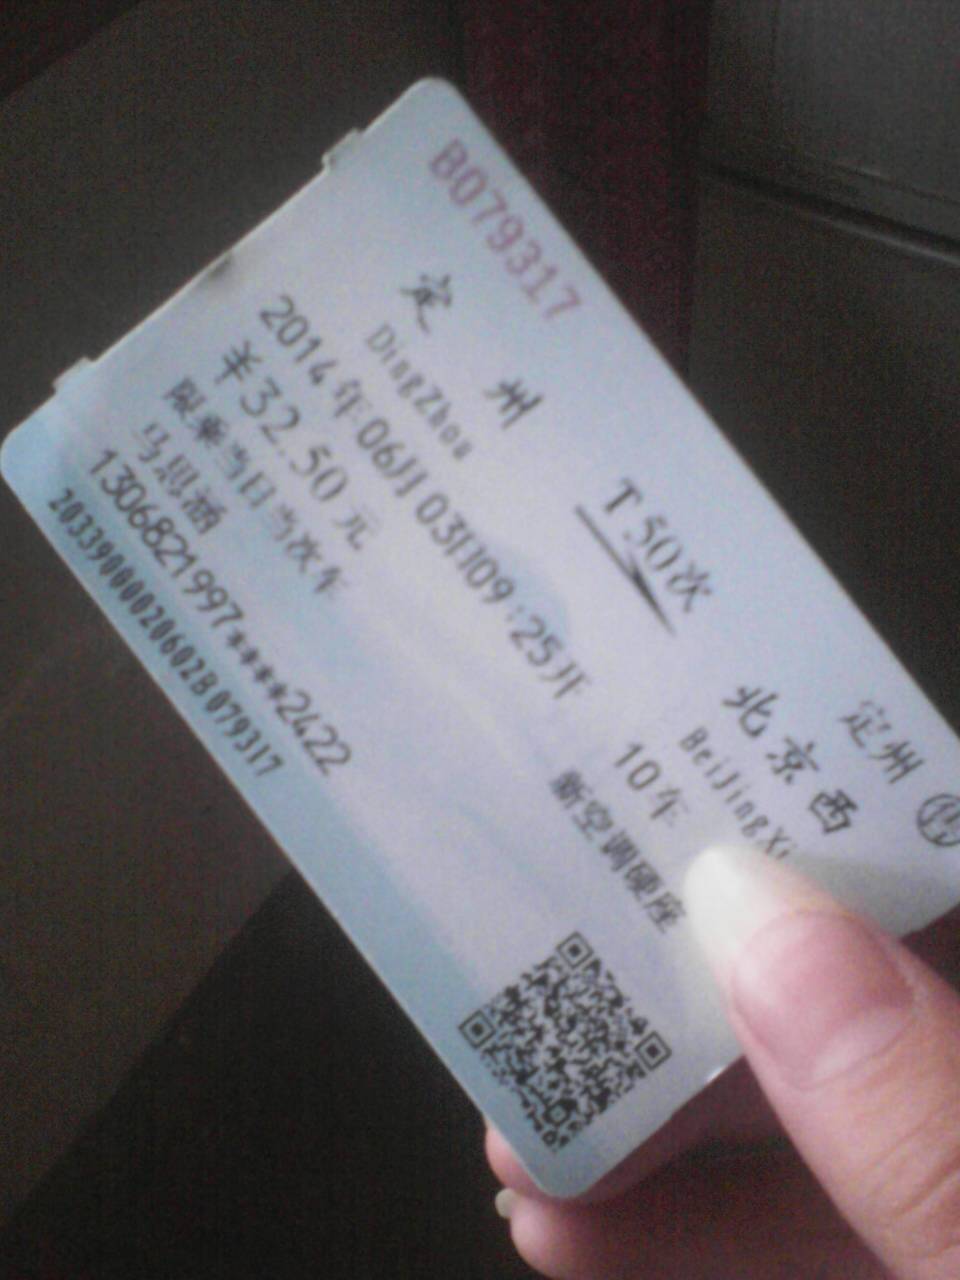 B079317
定州 售
定州 T50次 北京西
DingZhou BeiJingXi
2014年06月03日09:25开 10车
¥32.50元 新空调硬座
限乘当日当次车
马思涵
1306821997****2422
20339000020602B079317